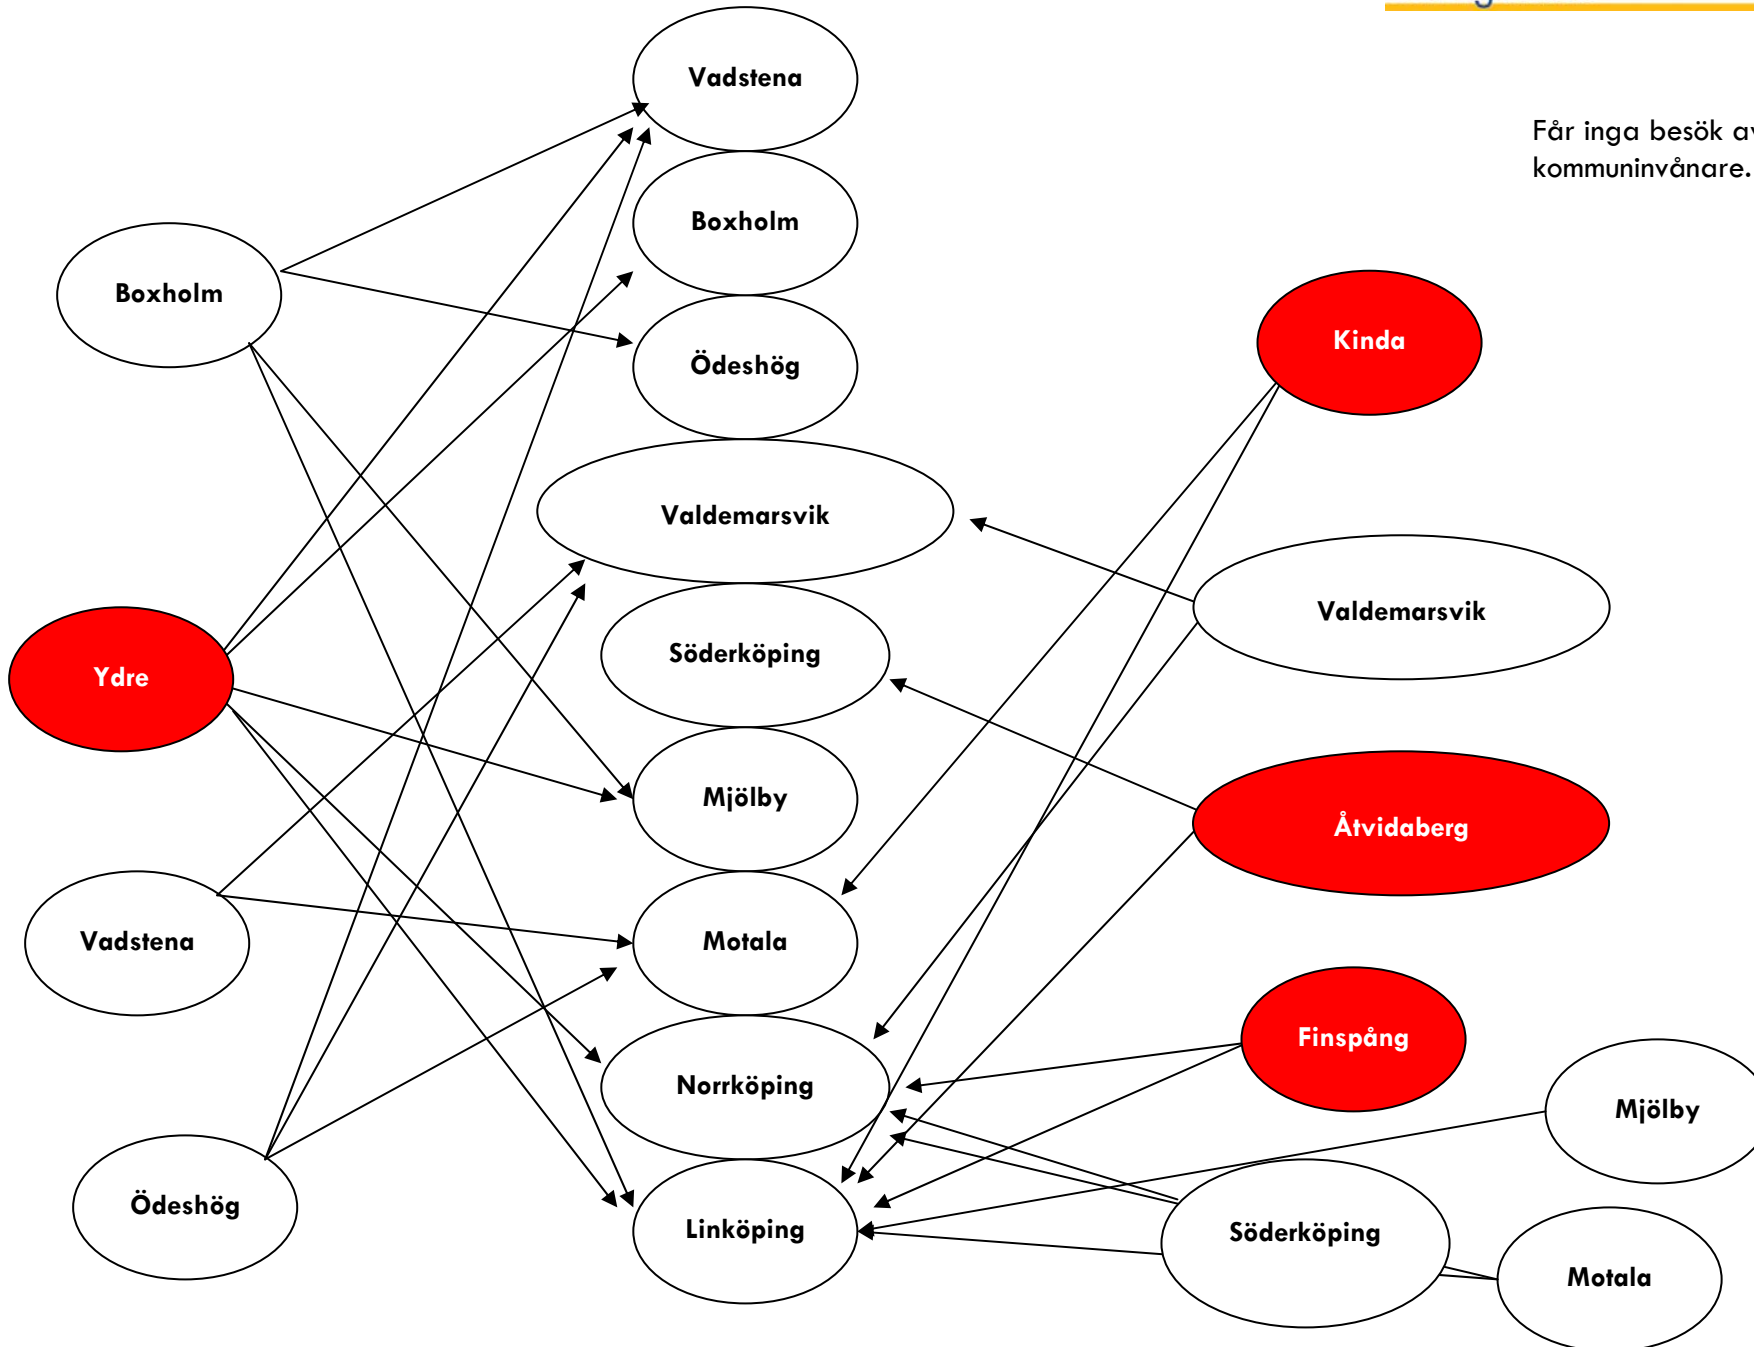 Vadstena
Får inga besök av
kommuninvånare.
Boxholm
Boxholm
Kinda
Ödeshög
Valdemarsvik
Valdemarsvik
Söderköping
Ydre
Mjölby
Åtvidaberg
Vadstena
Motala
Finspång
Norrköping
Mjölby
Ödeshög
Linköping
Söderköping
Motala